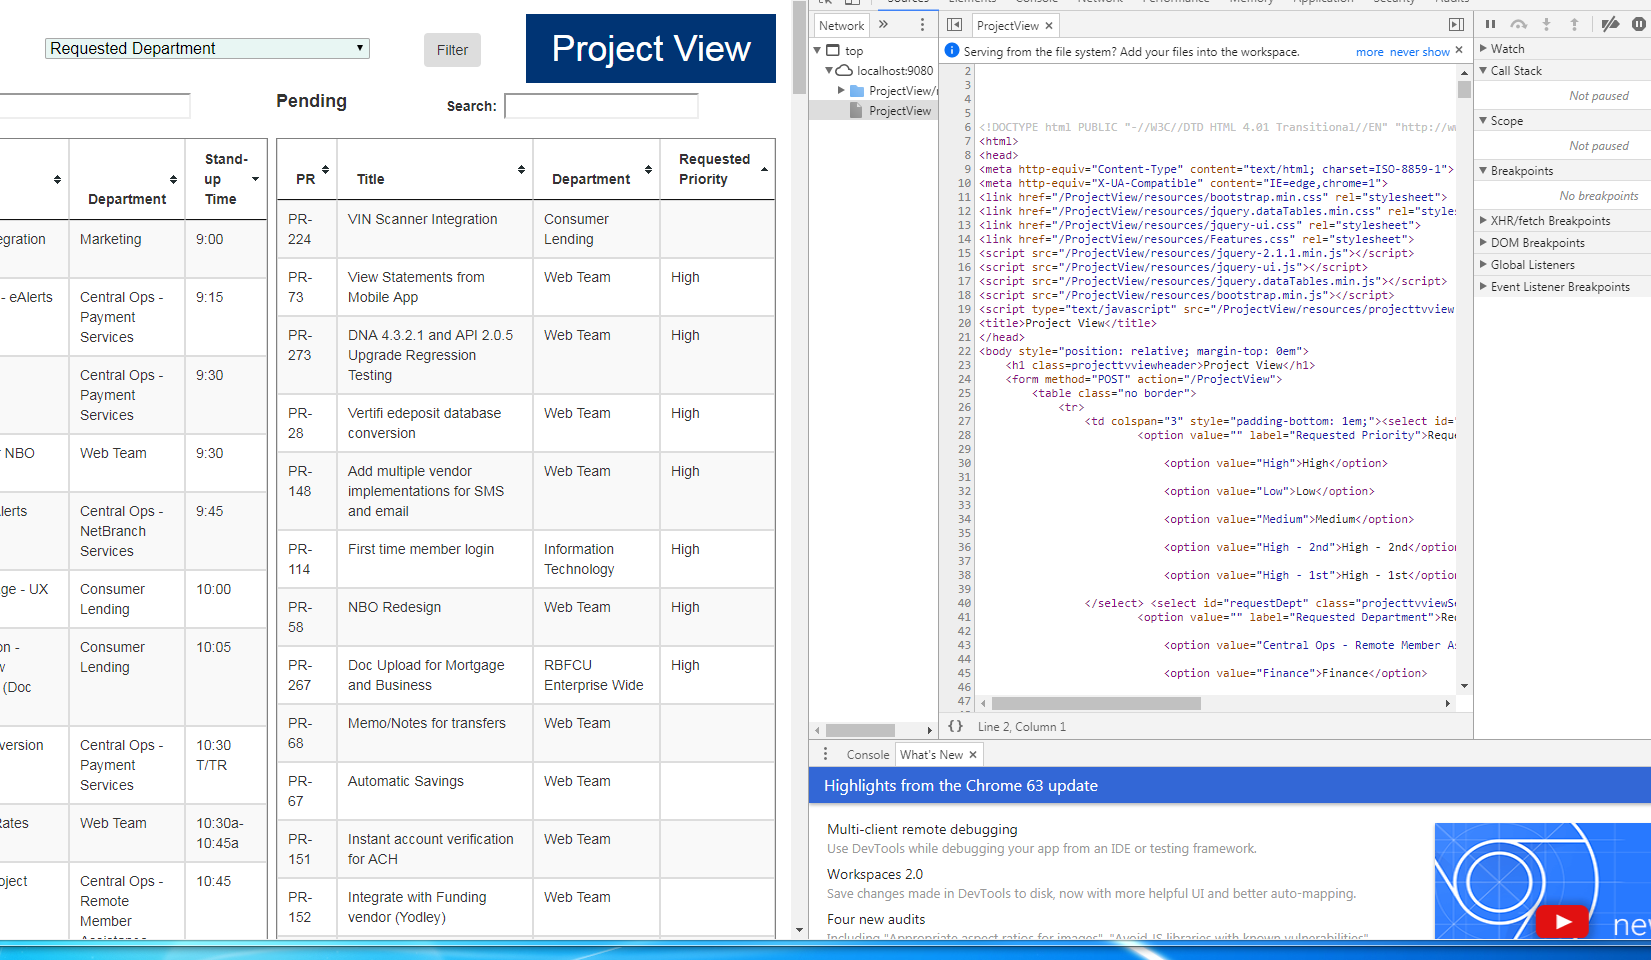 Requested Department
Filter
Project View
Pending
Search:
Department
Stand-
up
Time
egration
Marketing
9:00
- eAlerts
Central Ops -
Payment
Services
9:15
Central Ops -
Payment
Services
9:30
NBO
Web Team
9:30
lerts
Central Ops -
NetBranch
Services
9:45
ge - UX
Consumer
Lending
10:00
on -
(Doc
Consumer
Lending
10:05
version
Central Ops -
Payment
Services
10:30
T/TR
Rates
Web Team
10:30a-
10:45a
oject
Central Ops -
Remote
Member
Assistance
10:45
PR
Title
Department
Requested
Priority
PR-
224
VIN Scanner Integration
Consumer
Lending
PR-
73
View Statements from
Mobile App
Web Team
High
PR-
273
DNA 4.3.2.1 and API 2.0.5
Upgrade Regression
Testing
Web Team
High
PR-
28
Vertifi edeposit database
conversion
Web Team
High
PR-
148
Add multiple vendor
implementations for SMS
and email
Web Team
High
PR-
114
First time member login
Information
Technology
High
PR-
58
NBO Redesign
Web Team
High
PR-
267
Doc Upload for Mortgage
and Business
RBFCU
Enterprise Wide
High
PR-
68
Memo/Notes for transfers
Web Team
PR-
67
Automatic Savings
Web Team
PR-
151
Instant account verification
for ACH
Web Team
PR-
152
Integrate with Funding
vendor (Yodley)
Web Team
Elements Console Sources Network Performance Memory Application Security Audits
Network »
top
localhost:9080
ProjectView/r
ProjectView
ProjectView ×
Serving from the file system? Add your files into the workspace. more never show ×
2
3
4
5
6 <!DOCTYPE html PUBLIC "-//W3C//DTD HTML 4.01 Transitional//EN" "http://ww
7 <html>
8 <head>
9 <meta http-equiv="Content-Type" content="text/html; charset=ISO-8859-1">
10 <meta http-equiv="X-UA-Compatible" content="IE=edge,chrome=1">
11 <link href="/ProjectView/resources/bootstrap.min.css" rel="stylesheet">
12 <link href="/ProjectView/resources/jquery.dataTables.min.css" rel="styles
13 <link href="/ProjectView/resources/jquery-ui.css" rel="stylesheet">
14 <link href="/ProjectView/resources/Features.css" rel="stylesheet">
15 <script src="/ProjectView/resources/jquery-2.1.1.min.js"></script>
16 <script src="/ProjectView/resources/jquery-ui.js"></script>
17 <script src="/ProjectView/resources/jquery.dataTables.min.js"></script>
18 <script src="/ProjectView/resources/bootstrap.min.js"></script>
19 <script type="text/javascript" src="/ProjectView/resources/projecttvview
20 <title>Project View</title>
21 </head>
22 <body style="position: relative; margin-top: 0em">
23 <h1 class=projecttvviewheader>Project View</h1>
24 <form method="POST" action="/ProjectView">
25 <table class="no border">
26 <tr>
27 <td colspan="3" style="padding-bottom: 1em;"><select id="
28 <option value="" label="Requested Priority">Reque
29
30 <option value="High">High</option>
31
32 <option value="Low">Low</option>
33
34 <option value="Medium">Medium</option>
35
36 <option value="High - 2nd">High - 2nd</option
37
38 <option value="High - 1st">High - 1st</option
39
40 </select> <select id="requestDept" class="projecttvviewSe
41 <option value="" label="Requested Department">Rec
42
43 <option value="Central Ops - Remote Member As
44
45 <option value="Finance">Finance</option>
46
47
{} Line 2, Column 1
Watch
Call Stack
Not paused
Scope
Not paused
Breakpoints
No breakpoints
XHR/fetch Breakpoints
DOM Breakpoints
Global Listeners
Event Listener Breakpoints
Console What's New ×
Highlights from the Chrome 63 update
Multi-client remote debugging
Use DevTools while debugging your app from an IDE or testing framework.
Workspaces 2.0
Save changes made in DevTools to disk, now with more helpful UI and better auto-mapping.
Four new audits
Including "Appropriate aspect ratios for images", "Avoid JS libraries with known vulnerabilities"
new